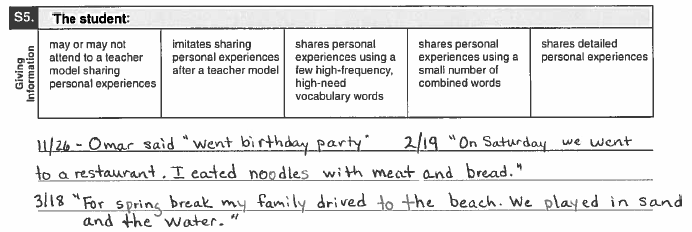 S5. The student:
Giving Information
may or may not attend to a teacher model sharing personal experiences
imitates sharing personal experiences after a teacher model
shares personal experiences using a few high-frequency, high-need vocabulary words
shares personal experiences using a small number of combined words
shares detailed personal experiences
11/26 - Omar said "went birthday party" 2/19 "On Saturday we went
to a restaurant. I eated noodles with meat and bread."
3/18 "For spring break my family drived to the beach. We played in sand
and the water."